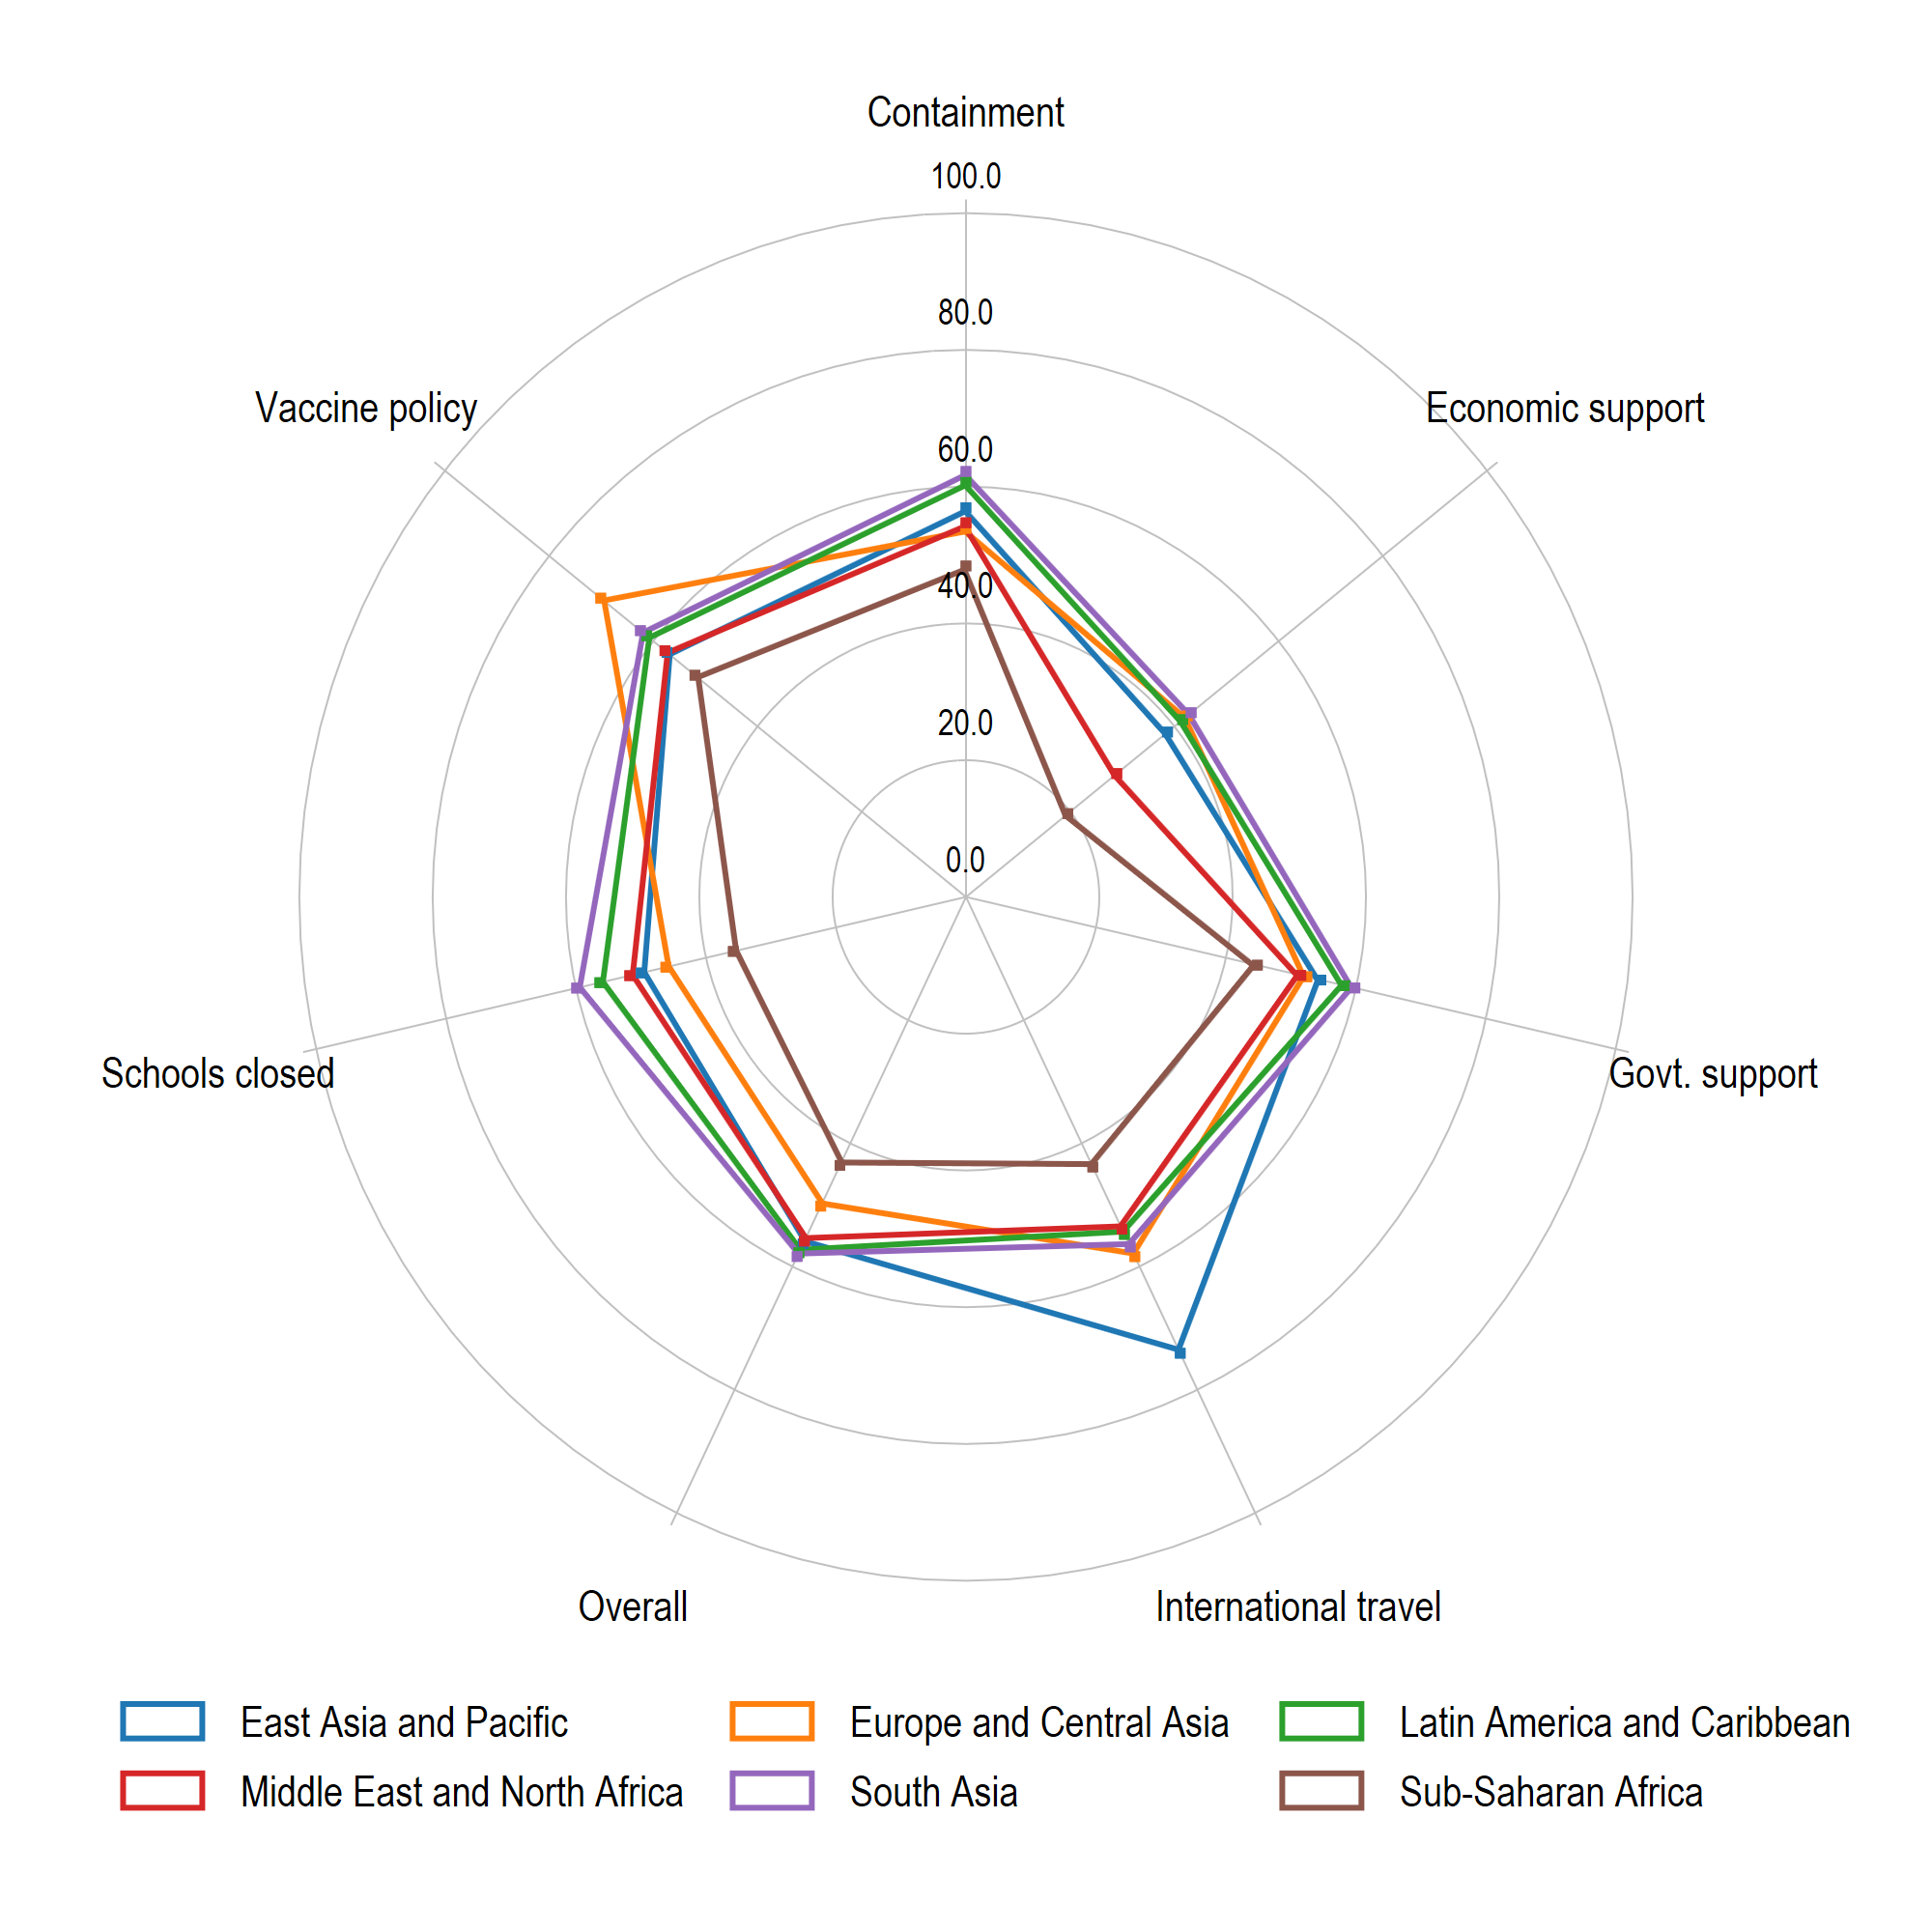 Containment
100.0
80.0
Vaccine policy
Economic support
60.0
40.0
20.0
0.0
Schools closed
Govt. support
Overall
International travel
East Asia and Pacific
Europe and Central Asia
Latin America and Caribbean
Middle East and North Africa
South Asia
Sub-Saharan Africa